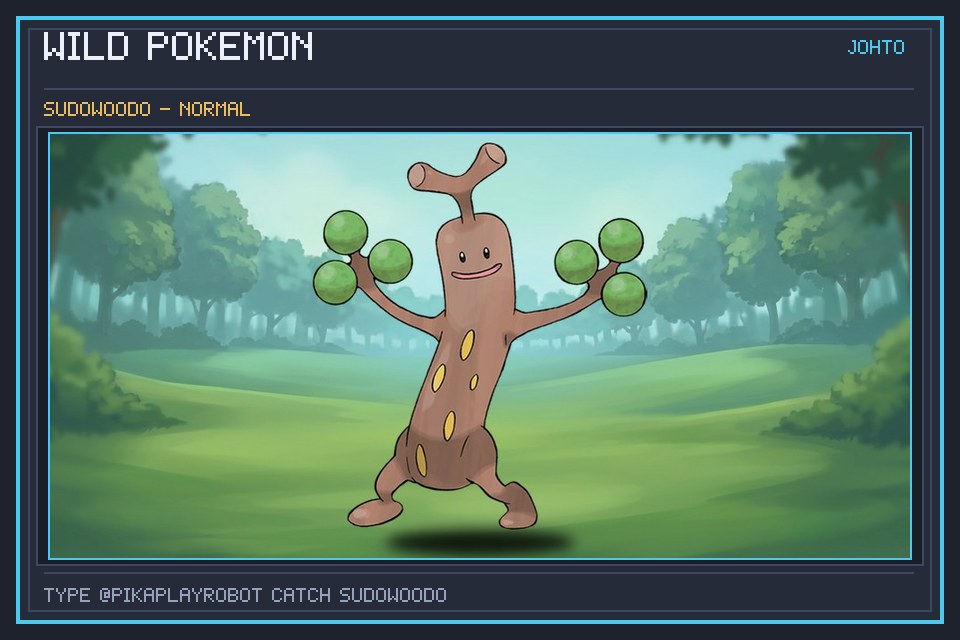 WILD POKEMON
JOHTO
SUDOWOODO - NORMAL
TYPE @PIKAPLAYROBOT CATCH SUDOWOODO